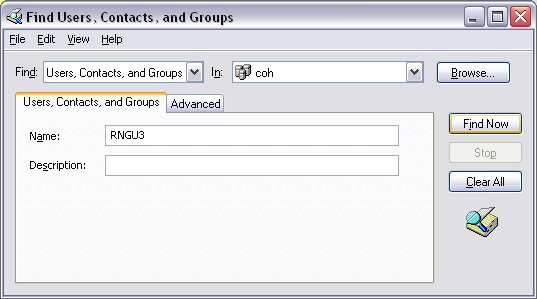 Find Users, Contacts, and Groups
File Edit View Help
Find: Users, Contacts, and Groups In: coh Browse...
Users, Contacts, and Groups Advanced
Name: RNGU3
Description:
Find Now
Stop
Clear All